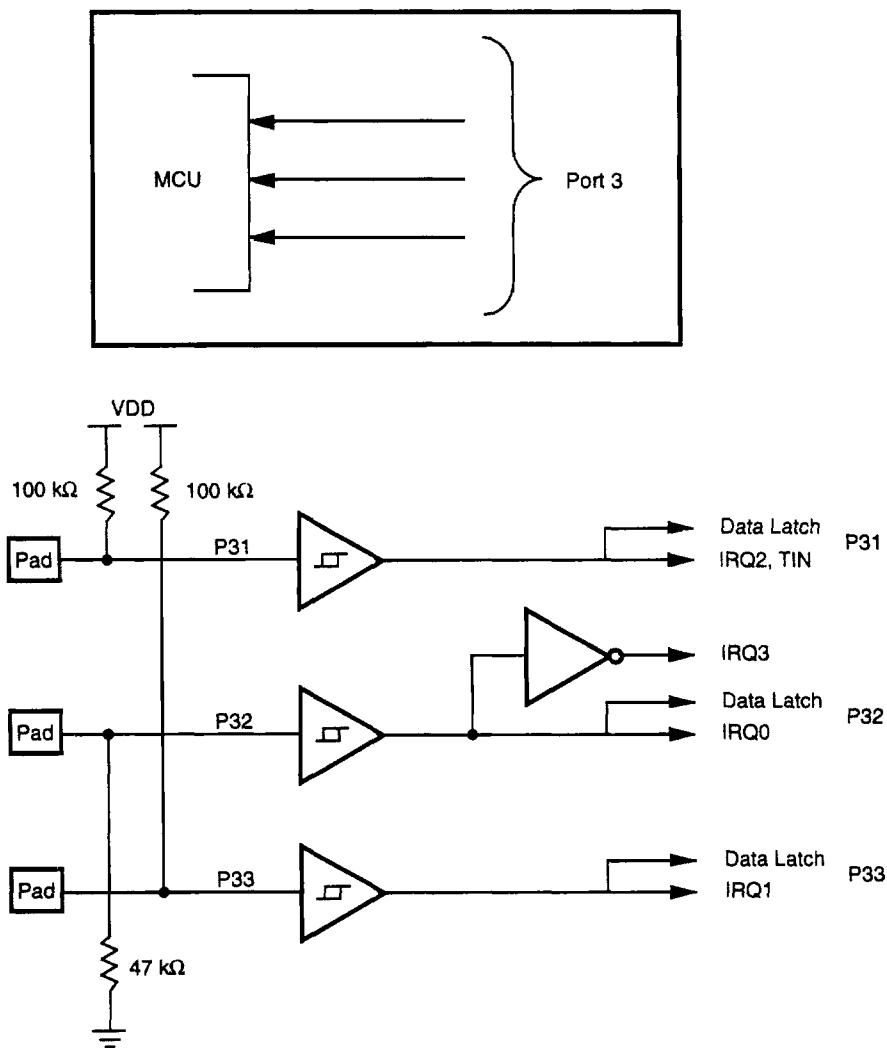 MCU
Port 3
VDD
100 kΩ
100 kΩ
Pad
P31
Data Latch
IRQ2, TIN
P31
IRQ3
Pad
P32
Data Latch
IRQ0
P32
Pad
P33
Data Latch
IRQ1
P33
47 kΩ